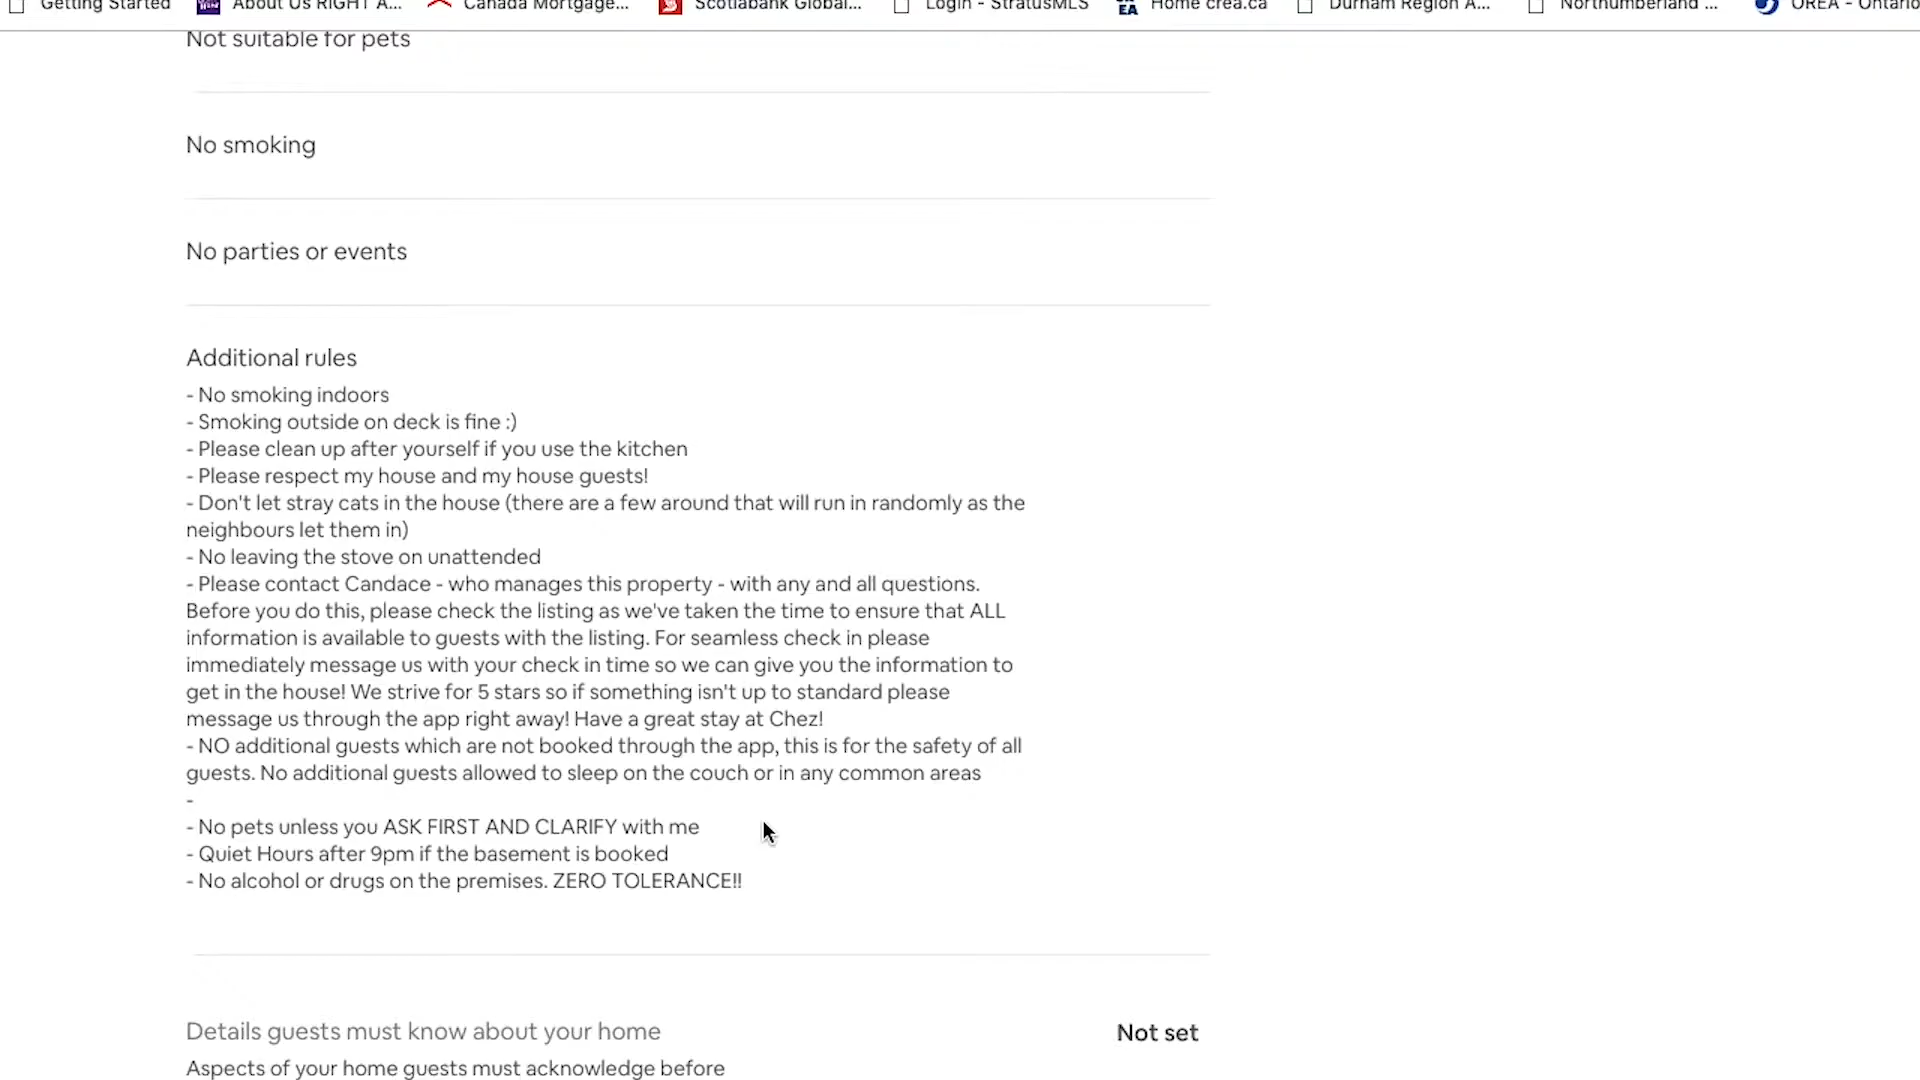 Getting Started About Us RIGHT A... Canada Mortgage... Scotiabank Global... Login - StratusMLS EA Home crea.ca Durham Region A... Northumberland ... OREA - Ontario
Not suitable for pets
No smoking
No parties or events
Additional rules
- No smoking indoors
- Smoking outside on deck is fine :)
- Please clean up after yourself if you use the kitchen
- Please respect my house and my house guests!
- Don't let stray cats in the house (there are a few around that will run in randomly as the
neighbours let them in)
- No leaving the stove on unattended
- Please contact Candace - who manages this property - with any and all questions.
Before you do this, please check the listing as we've taken the time to ensure that ALL
information is available to guests with the listing. For seamless check in please
immediately message us with your check in time so we can give you the information to
get in the house! We strive for 5 stars so if something isn't up to standard please
message us through the app right away! Have a great stay at Chez!
- NO additional guests which are not booked through the app, this is for the safety of all
guests. No additional guests allowed to sleep on the couch or in any common areas
-
- No pets unless you ASK FIRST AND CLARIFY with me
- Quiet Hours after 9pm if the basement is booked
- No alcohol or drugs on the premises. ZERO TOLERANCE!!
Details guests must know about your home Not set
Aspects of your home guests must acknowledge before